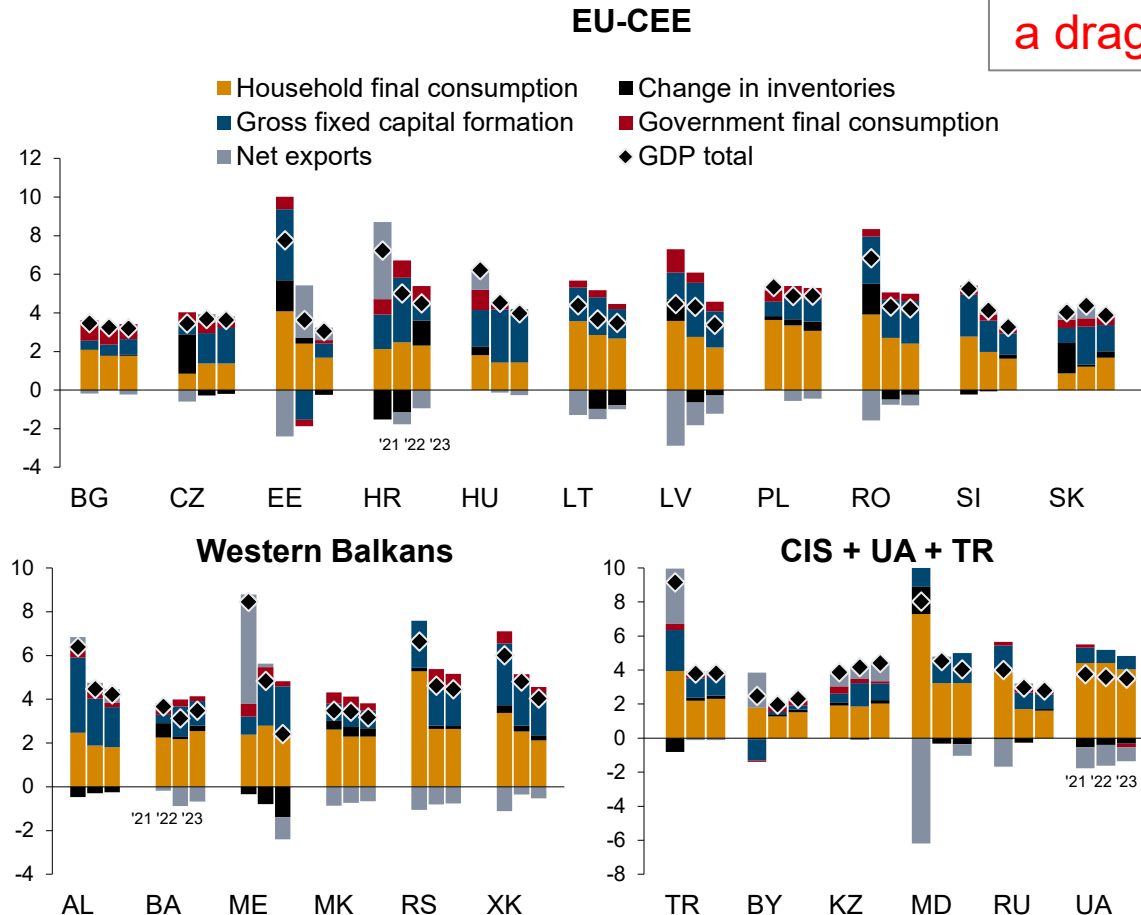 EU-CEE
a drag
Household final consumption
Change in inventories
Gross fixed capital formation
Government final consumption
Net exports
GDP total
12
10
8
6
4
2
0
-2
-4
'21 '22 '23
BG CZ EE HR HU LT LV PL RO SI SK
Western Balkans
10
8
6
4
2
0
-2
-4
'21 '22 '23
AL BA ME MK RS XK
CIS + UA + TR
10
8
6
4
2
0
-2
-4
-6
-8
'21 '22 '23
TR BY KZ MD RU UA